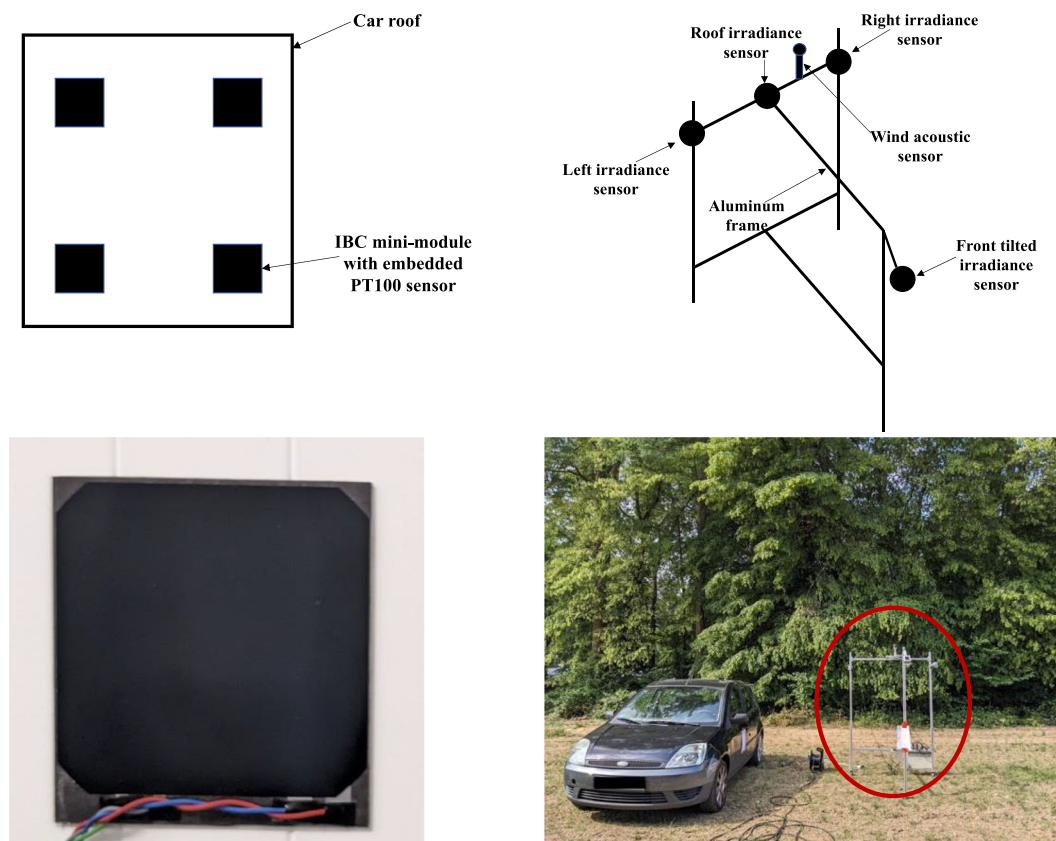 Car roof
IBC mini-module
with embedded
PT100 sensor
Right irradiance
sensor
Roof irradiance
sensor
Wind acoustic
sensor
Left irradiance
sensor
Aluminum
frame
Front tilted
irradiance
sensor